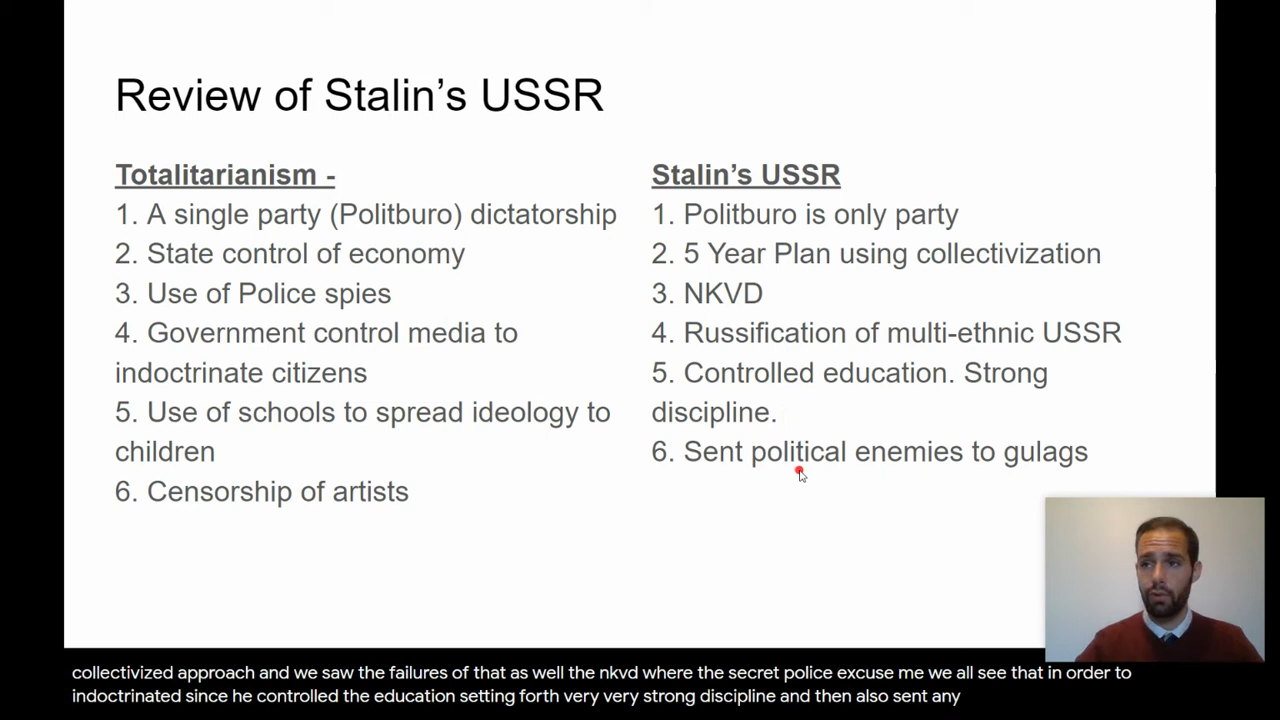 Review of Stalin's USSR
Totalitarianism -
1. A single party (Politburo) dictatorship
2. State control of economy
3. Use of Police spies
4. Government control media to
indoctrinate citizens
5. Use of schools to spread ideology to
children
6. Censorship of artists
Stalin's USSR
1. Politburo is only party
2. 5 Year Plan using collectivization
3. NKVD
4. Russification of multi-ethnic USSR
5. Controlled education. Strong
discipline.
6. Sent political enemies to gulags
collectivized approach and we saw the failures of that as well the nkvd where the secret police excuse me we all see that in order to
indoctrinated since he controlled the education setting forth very very strong discipline and then also sent any